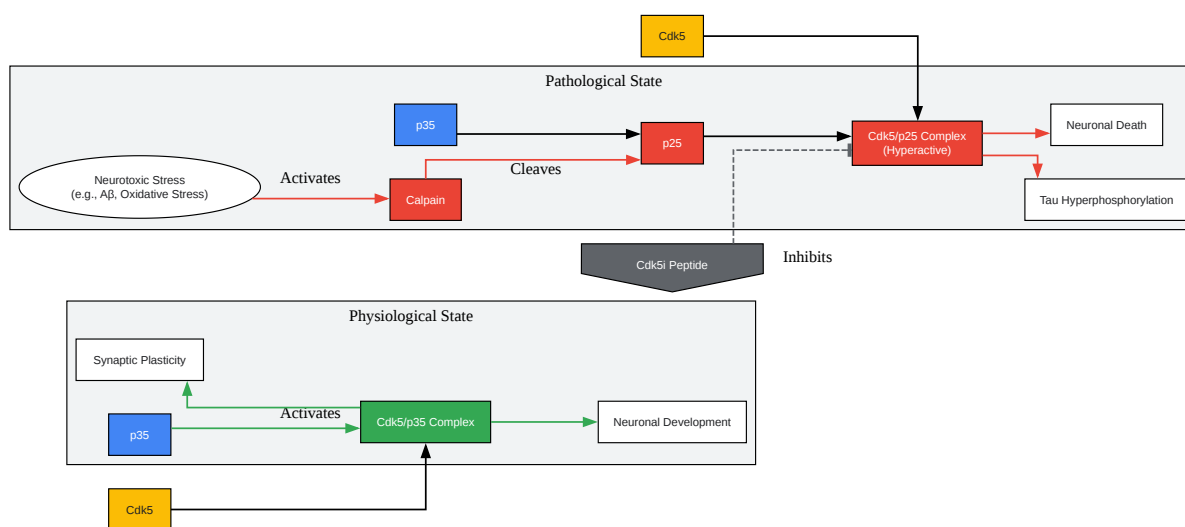 Cdk5
Pathological State
p35
p25
Cdk5/p25 Complex
(Hyperactive)
Neuronal Death
Cleaves
Activates
Neurotoxic Stress
(e.g., Aβ, Oxidative Stress)
Calpain
Tau Hyperphosphorylation
Cdk5i Peptide
Inhibits
Physiological State
Synaptic Plasticity
Activates
p35
Cdk5/p35 Complex
Neuronal Development
Cdk5